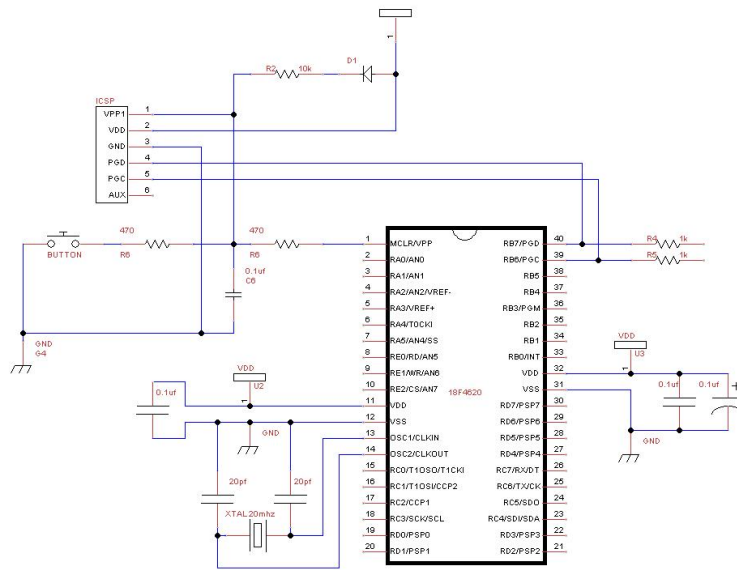 1
R2 10k
D1
ICSP
VPP1 1
VDD 2
GND 3
PGD 4
PGC 5
AUX 6
470
R6
BUTTON
470
R6
0.1uf
C6
GND
G4
18F4620
1 MCLR/VPP
2 RA0/AN0
3 RA1/AN1
4 RA2/AN2/VREF-
5 RA3/VREF+
6 RA4/TOCKI
7 RA5/AN4/SS
8 RE0/RD/AN5
9 RE1/WR/AN6
10 RE2/CS/AN7
11 VDD
12 VSS
13 OSC1/CLKIN
14 OSC2/CLKOUT
15 RC0/T1OSO/T1CKI
16 RC1/T1OSI/CCP2
17 RC2/CCP1
18 RC3/SCK/SCL
19 RD0/PSP0
20 RD1/PSP1
RB7/PGD 40
RB6/PGC 39
RB5 38
RB4 37
RB3/PGM 36
RB2 35
RB1 34
RB0/INT 33
VDD 32
VSS 31
RD7/PSP7 30
RD6/PSP6 29
RD5/PSP5 28
RD4/PSP4 27
RC7/RX/DT 26
RC6/TX/CK 25
RC5/SDO 24
RC4/SDI/SDA 23
RD3/PSP3 22
RD2/PSP2 21
R4 1k
R5 1k
VDD
U3
1
0.1uf
0.1uf
+
GND
VDD
U2
1
0.1uf
GND
20pf
20pf
XTAL20mhz